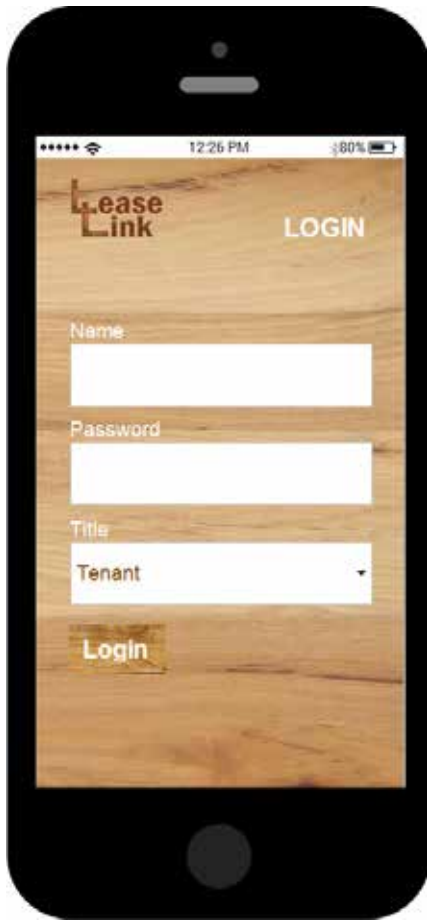 12:26 PM
80%
Lease
Link
LOGIN
Name
Password
Title
Tenant
Login